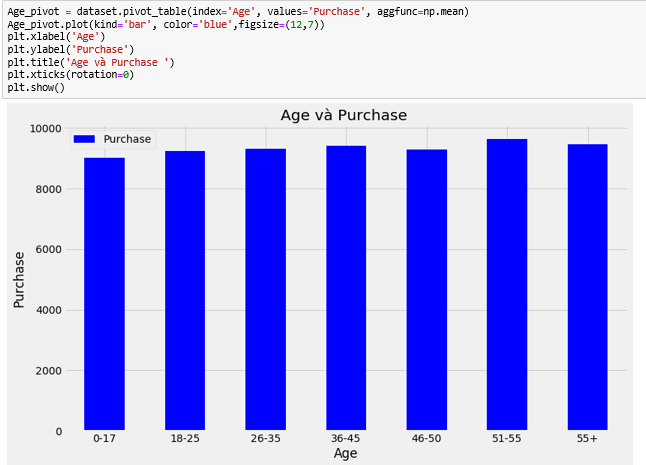 Age_pivot = dataset.pivot_table(index='Age', values='Purchase', aggfunc=np.mean)
Age_pivot.plot(kind='bar', color='blue',figsize=(12,7))
plt.xlabel('Age')
plt.ylabel('Purchase')
plt.title('Age và Purchase ')
plt.xticks(rotation=0)
plt.show()
Age và Purchase
Purchase
10000
8000
6000
4000
2000
0
Purchase
0-17 18-25 26-35 36-45 46-50 51-55 55+
Age